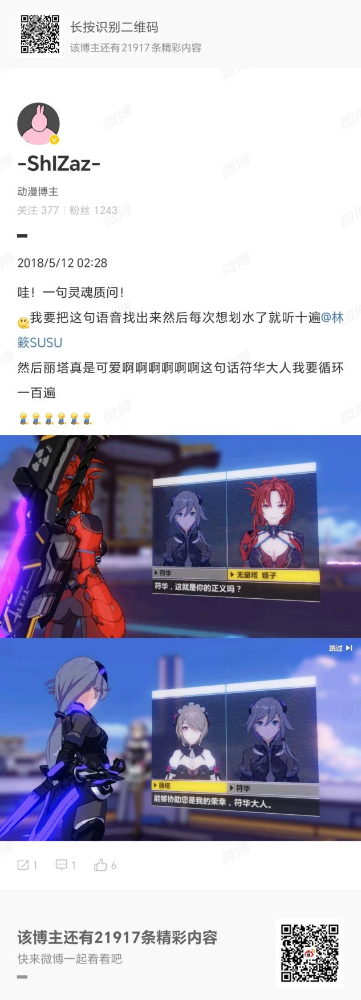 长按识别二维码
该博主还有21917条精彩内容
-ShIZaz-
动漫博主
关注 377 | 粉丝 1243
2018/5/12 02:28
哇！一句灵魂质问！
我要把这句语音找出来然后每次想划水了就听十遍@林
簌SUSU
然后丽塔真是可爱啊啊啊啊啊啊这句话符华大人我要循环
一百遍
符华
无量塔 姬子
符华，这就是你的正义吗？
跳过
丽塔
符华
能够协助您是我的荣幸，符华大人。
1
1
6
该博主还有21917条精彩内容
快来微博一起看看吧
微博